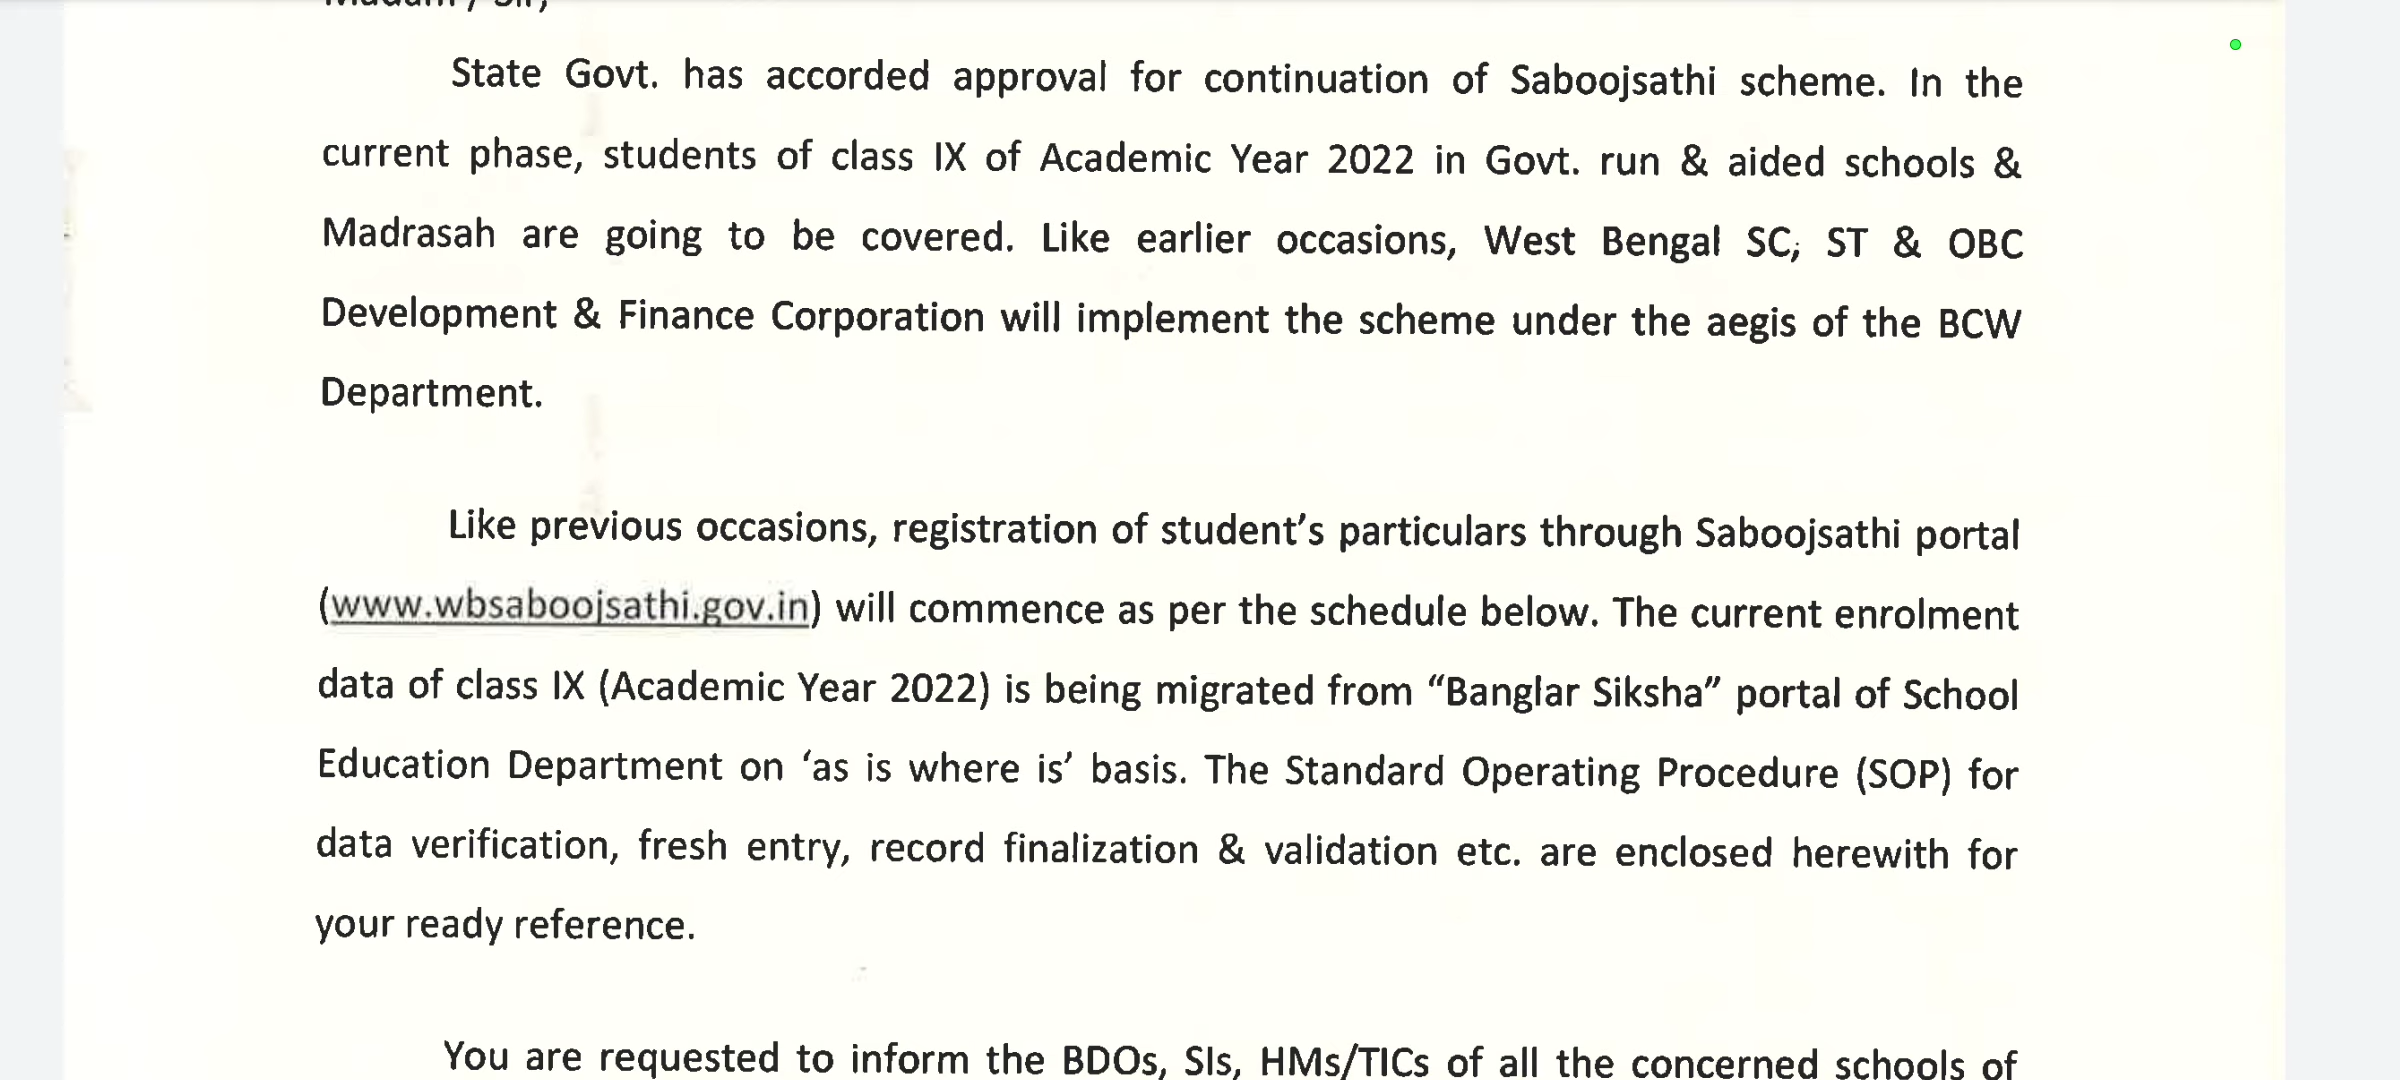 State Govt. has accorded approval for continuation of Saboojsathi scheme. In the
current phase, students of class IX of Academic Year 2022 in Govt. run & aided schools &
Madrasah are going to be covered. Like earlier occasions, West Bengal SC, ST & OBC
Development & Finance Corporation will implement the scheme under the aegis of the BCW
Department.
Like previous occasions, registration of student’s particulars through Saboojsathi portal
(www.wbsaboojsathi.gov.in) will commence as per the schedule below. The current enrolment
data of class IX (Academic Year 2022) is being migrated from “Banglar Siksha” portal of School
Education Department on ‘as is where is’ basis. The Standard Operating Procedure (SOP) for
data verification, fresh entry, record finalization & validation etc. are enclosed herewith for
your ready reference.
You are requested to inform the BDOs, SIs, HMs/TICs of all the concerned schools of